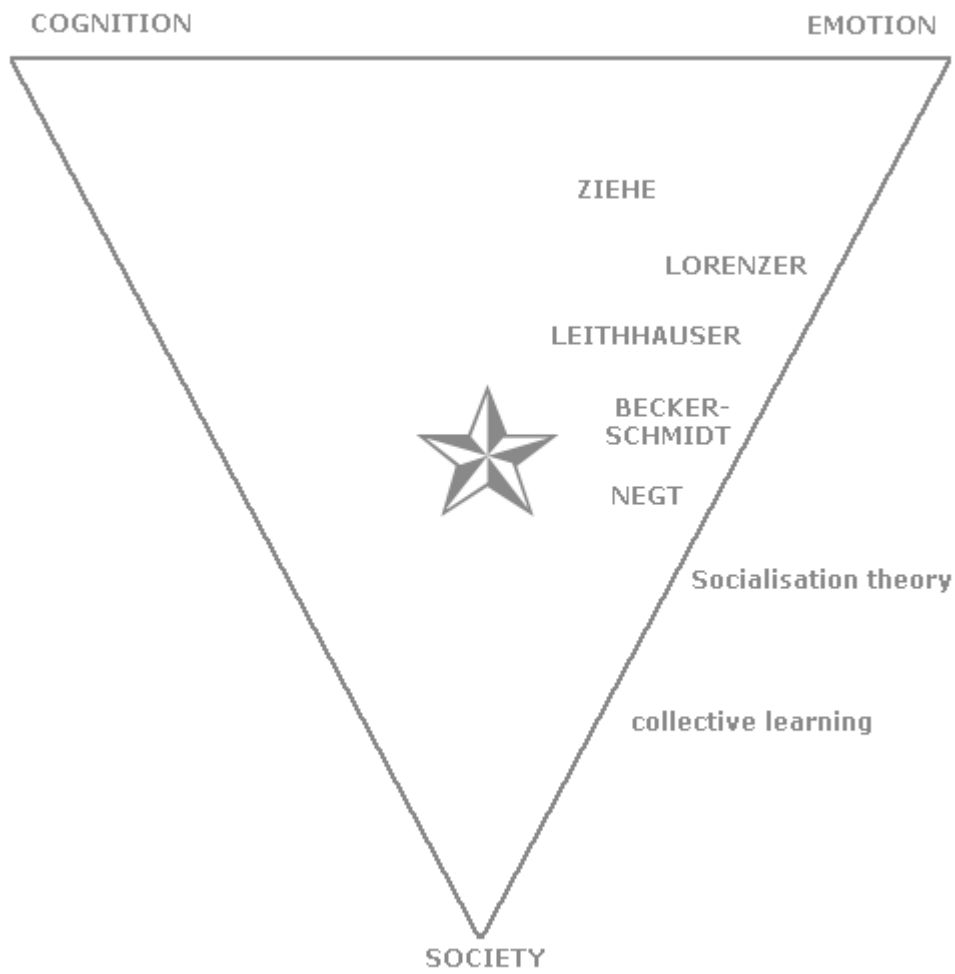 COGNITION
EMOTION
ZIEHE
LORENZER
LEITHHAUSER
BECKER-
SCHMIDT
NEGT
Socialisation theory
collective learning
SOCIETY